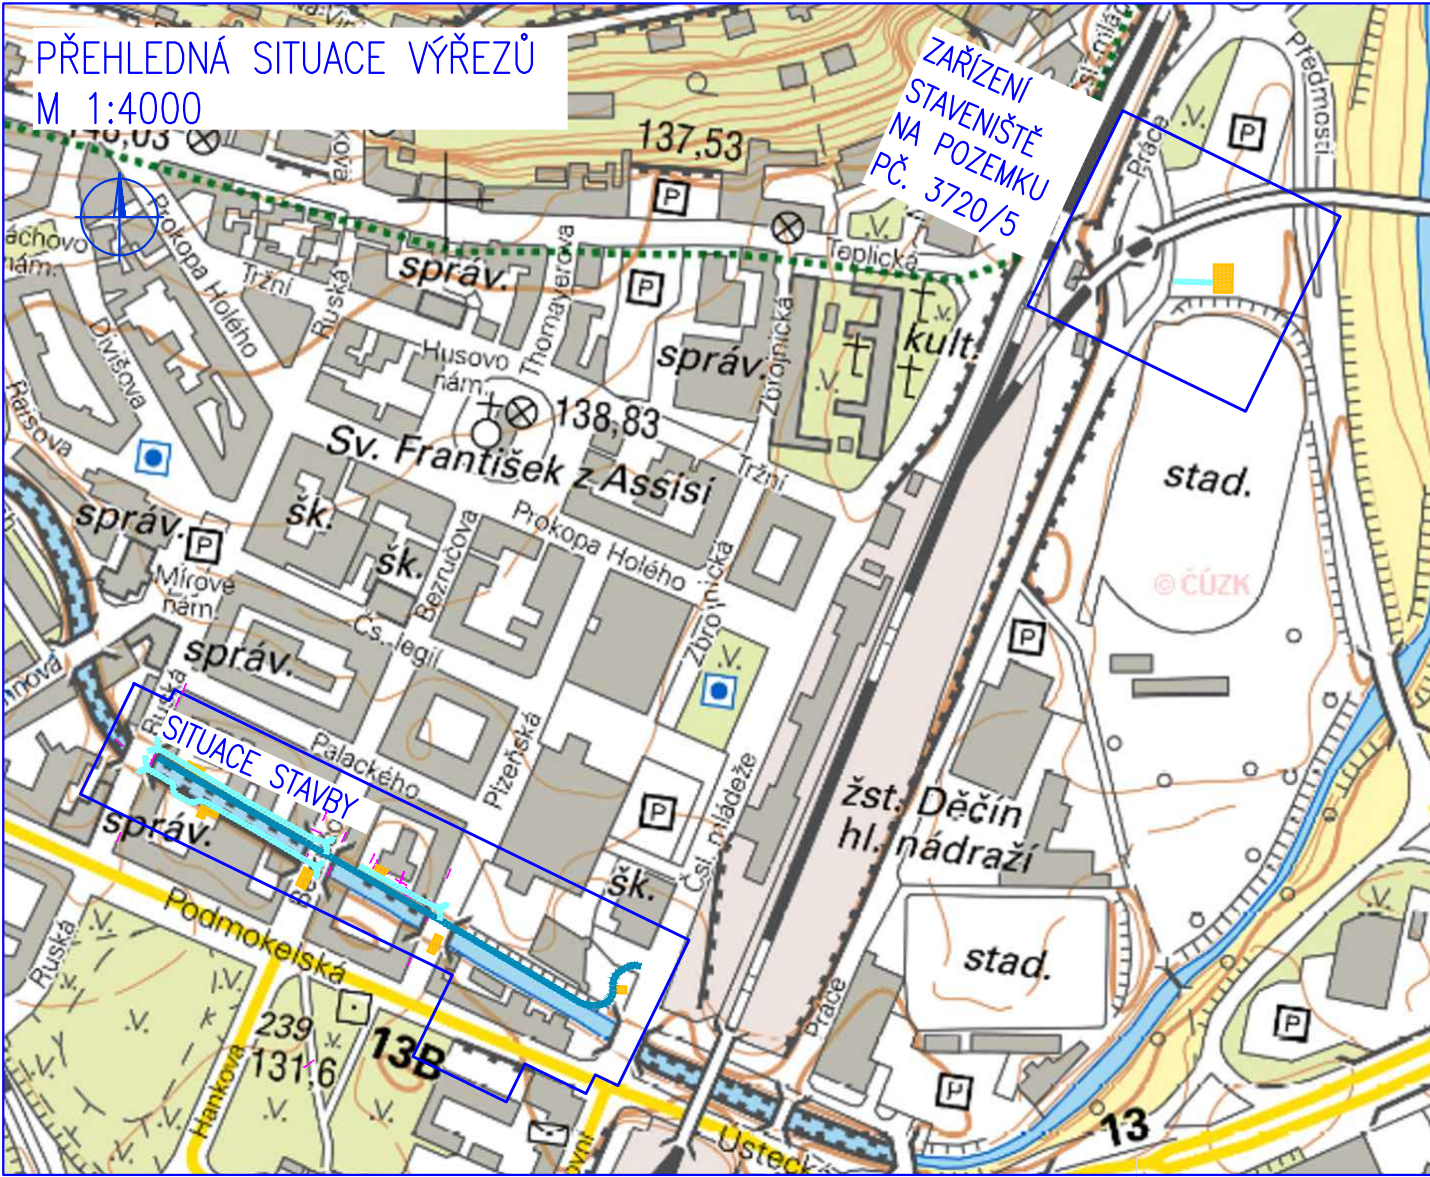 PŘEHLEDNÁ SITUACE VÝŘEZŮ
M 1:4000
ZAŘÍZENÍ
STAVENIŠTĚ
NA POZEMKU
PČ. 3720/5
137,53
P
Práce
Předmostí
.V.
P
Prokopa Holého
Tržní
Ruská
správ.
Thomayerova
P
Teplická
.V.
Divišova
Husovo
nám.
138,83
správ.
Zbrojnická
kult.
.V.
.V.
Raisova
Sv. František z Assisi
Tržní
stad.
správ.
P
šk.
šk.
Bezručova
Prokopa Holého
Zbrojnická
© ČÚZK
Mírové
nám.
Čs. legií
správ.
P
.V.
Ruská
SITUACE STAVBY
Palackého
Plzeňská
správ.
P
Čsl. mládeže
žst. Děčín
hl. nádraží
šk.
Podmokelská
Ruská
stad.
Práce
.V.
P
239
131,6
13B
Hankova
P
13
Ústecká